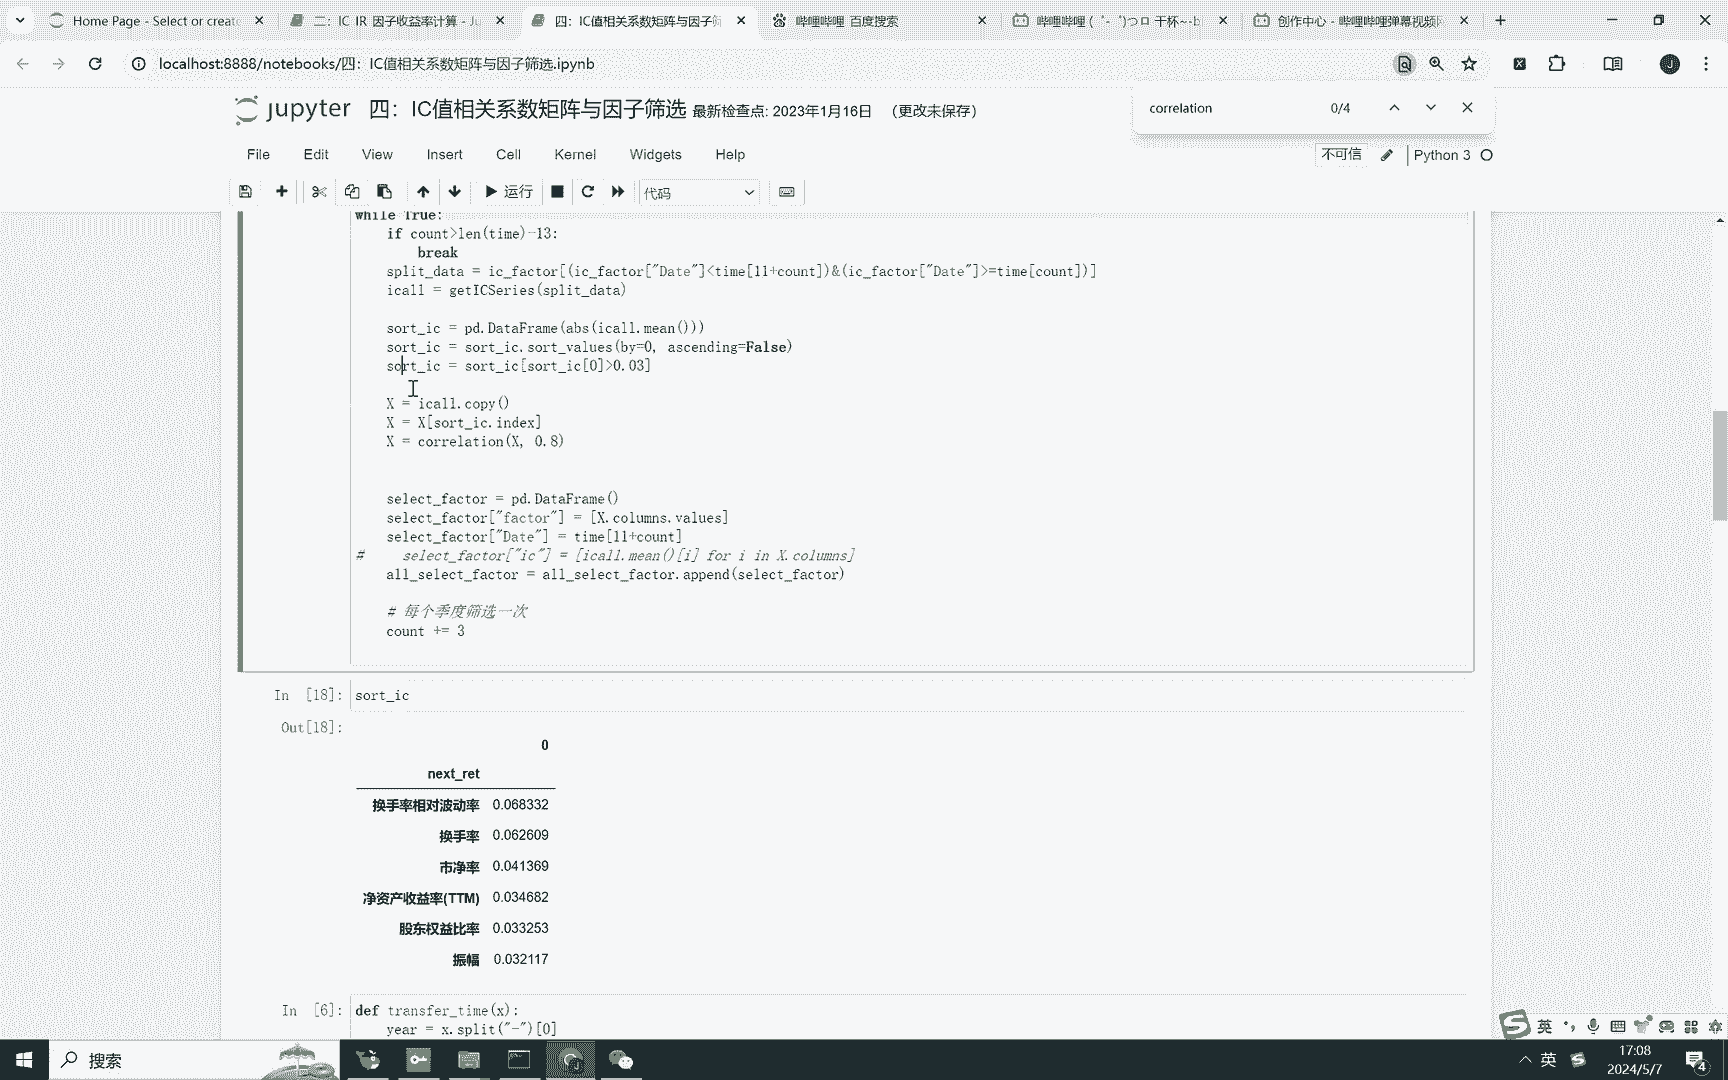 Home Page - Select or create
二：IC_IR_因子收益率计算 - Ju
四：IC值相关系数矩阵与因子筛
哔哩哔哩_百度搜索
哔哩哔哩 (゜-゜)つロ 干杯~-b
创作中心 - 哔哩哔哩弹幕视频网
localhost:8888/notebooks/四：IC值相关系数矩阵与因子筛选.ipynb
jupyter 四：IC值相关系数矩阵与因子筛选 最新检查点: 2023年1月16日 （更改未保存）
correlation 0/4
File Edit View Insert Cell Kernel Widgets Help
不可信 Python 3
运行 代码
while True:
if count>len(time)-13:
break
split_data = ic_factor[(ic_factor["Date"]<time[11+count])&(ic_factor["Date"]>=time[count])]
icall = getICSeries(split_data)
sort_ic = pd.DataFrame(abs(icall.mean()))
sort_ic = sort_ic.sort_values(by=0, ascending=False)
sort_ic = sort_ic[sort_ic[0]>0.03]
X = icall.copy()
X = X[sort_ic.index]
X = correlation(X, 0.8)
select_factor = pd.DataFrame()
select_factor["factor"] = [X.columns.values]
select_factor["Date"] = time[11+count]
# select_factor["ic"] = [icall.mean()[i] for i in X.columns]
all_select_factor = all_select_factor.append(select_factor)
# 每个季度筛选一次
count += 3
In [18]: sort_ic
Out[18]:
0
next_ret
换手率相对波动率 0.068332
换手率 0.062609
市净率 0.041369
净资产收益率(TTM) 0.034682
股东权益比率 0.033253
振幅 0.032117
In [6]: def transfer_time(x):
year = x.split("-")[0]
英
搜索
英
17:08
2024/5/7
4